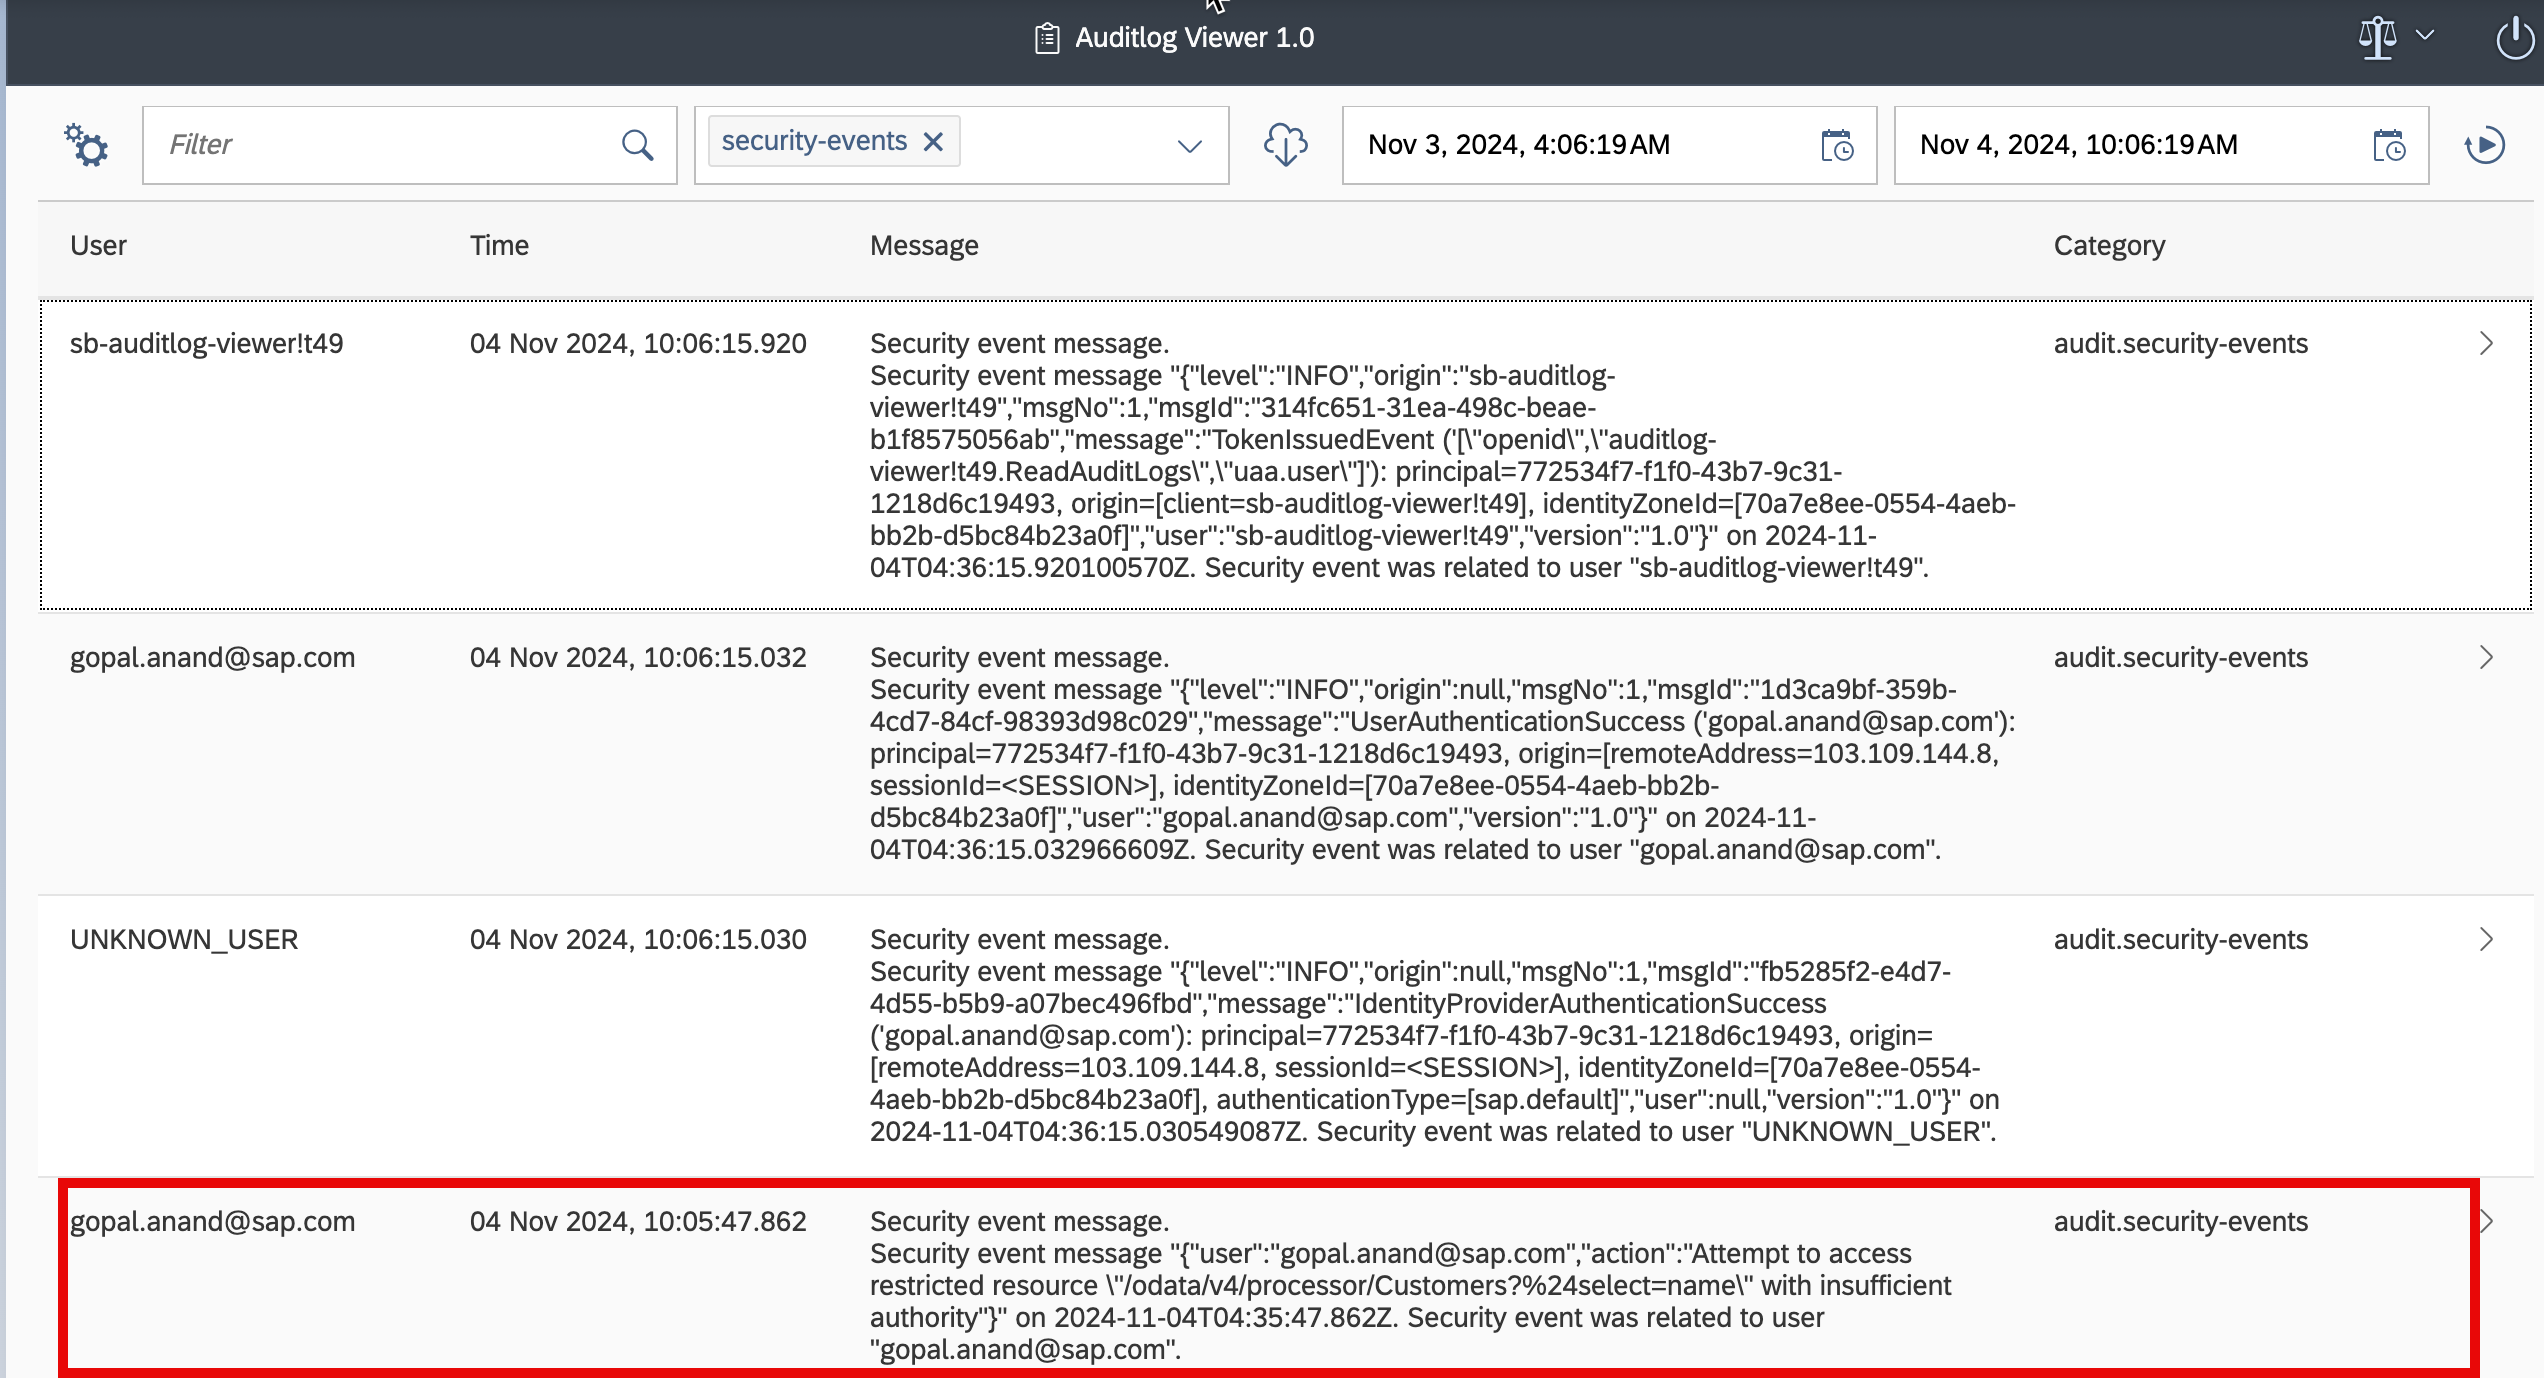 Auditlog Viewer 1.0
Filter
security-events
Nov 3, 2024, 4:06:19 AM
Nov 4, 2024, 10:06:19 AM
User Time Message Category
sb-auditlog-viewer!t49 04 Nov 2024, 10:06:15.920 Security event message. audit.security-events
Security event message "{"level":"INFO","origin":"sb-auditlog-
viewer!t49","msgNo":1,"msgId":"314fc651-31ea-498c-beae-
b1f8575056ab","message":"TokenIssuedEvent ('[\"openid\",\"auditlog-
viewer!t49.ReadAuditLogs\",\"uaa.user\"]'): principal=772534f7-f1f0-43b7-9c31-
1218d6c19493, origin=[client=sb-auditlog-viewer!t49], identityZoneId=[70a7e8ee-0554-4aeb-
bb2b-d5bc84b23a0f]","user":"sb-auditlog-viewer!t49","version":"1.0"}" on 2024-11-
04T04:36:15.920100570Z. Security event was related to user "sb-auditlog-viewer!t49".
gopal.anand@sap.com 04 Nov 2024, 10:06:15.032 Security event message. audit.security-events
Security event message "{"level":"INFO","origin":null,"msgNo":1,"msgId":"1d3ca9bf-359b-
4cd7-84cf-98393d98c029","message":"UserAuthenticationSuccess ('gopal.anand@sap.com'):
principal=772534f7-f1f0-43b7-9c31-1218d6c19493, origin=[remoteAddress=103.109.144.8,
sessionId=<SESSION>], identityZoneId=[70a7e8ee-0554-4aeb-bb2b-
d5bc84b23a0f]","user":"gopal.anand@sap.com","version":"1.0"}" on 2024-11-
04T04:36:15.032966609Z. Security event was related to user "gopal.anand@sap.com".
UNKNOWN_USER 04 Nov 2024, 10:06:15.030 Security event message. audit.security-events
Security event message "{"level":"INFO","origin":null,"msgNo":1,"msgId":"fb5285f2-e4d7-
4d55-b5b9-a07bec496fbd","message":"IdentityProviderAuthenticationSuccess
('gopal.anand@sap.com'): principal=772534f7-f1f0-43b7-9c31-1218d6c19493, origin=
[remoteAddress=103.109.144.8, sessionId=<SESSION>], identityZoneId=[70a7e8ee-0554-
4aeb-bb2b-d5bc84b23a0f], authenticationType=[sap.default]","user":null,"version":"1.0"}" on
2024-11-04T04:36:15.030549087Z. Security event was related to user "UNKNOWN_USER".
gopal.anand@sap.com 04 Nov 2024, 10:05:47.862 Security event message. audit.security-events
Security event message "{"user":"gopal.anand@sap.com","action":"Attempt to access
restricted resource \"/odata/v4/processor/Customers?%24select=name\" with insufficient
authority"}" on 2024-11-04T04:35:47.862Z. Security event was related to user
"gopal.anand@sap.com".